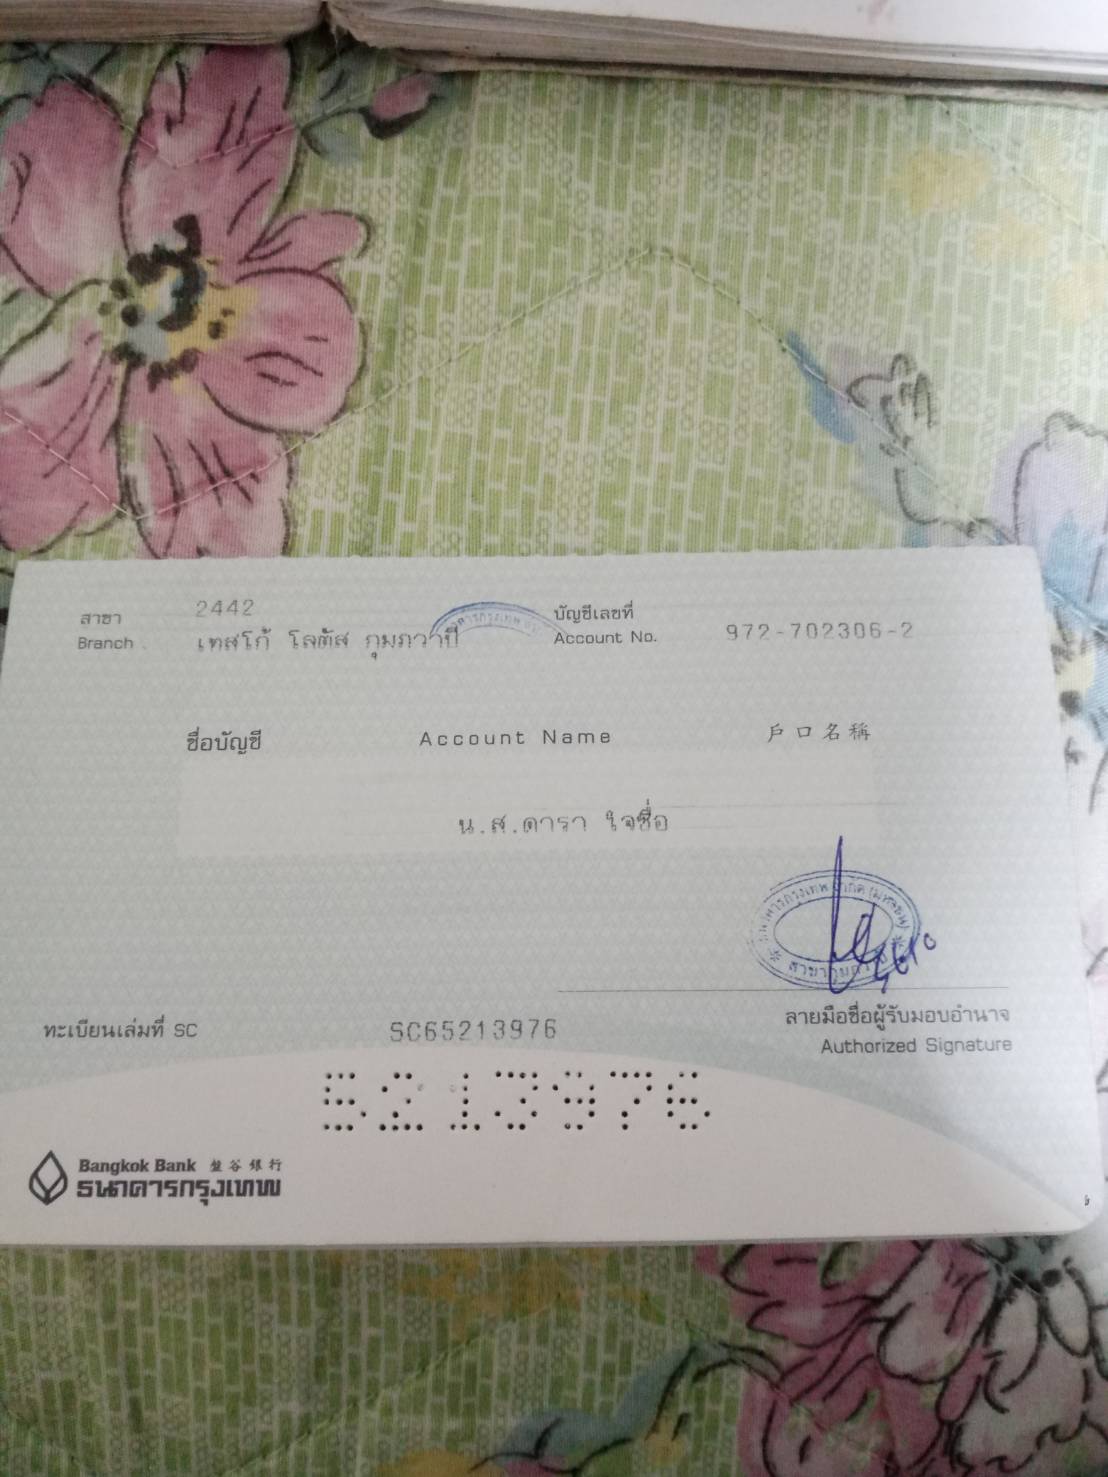 สาขา 2442
Branch เทสโก้ โลตัส กุมภวาปี
บัญชีเลขที่
Account No. 972-702306-2
ชื่อบัญชี Account Name 戶口名稱
น.ส.ดารา ใจซื่อ
ลายมือชื่อผู้รับมอบอำนาจ
Authorized Signature
ทะเบียนเล่มที่ SC SC65213976
5213976
Bangkok Bank 盤谷銀行
ธนาคารกรุงเทพ